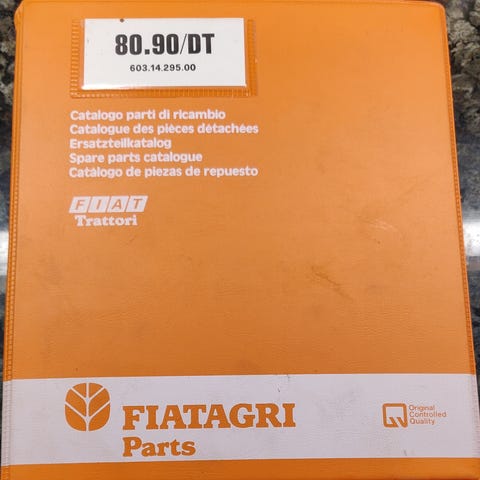 80.90/DT
603.14.295.00
Catalogo parti di ricambio
Catalogue des pièces détachées
Ersatzteilkatalog
Spare parts catalogue
Catálogo de piezas de repuesto
FIAT
Trattori
FIATAGRI
Parts
Original
Controlled
Quality